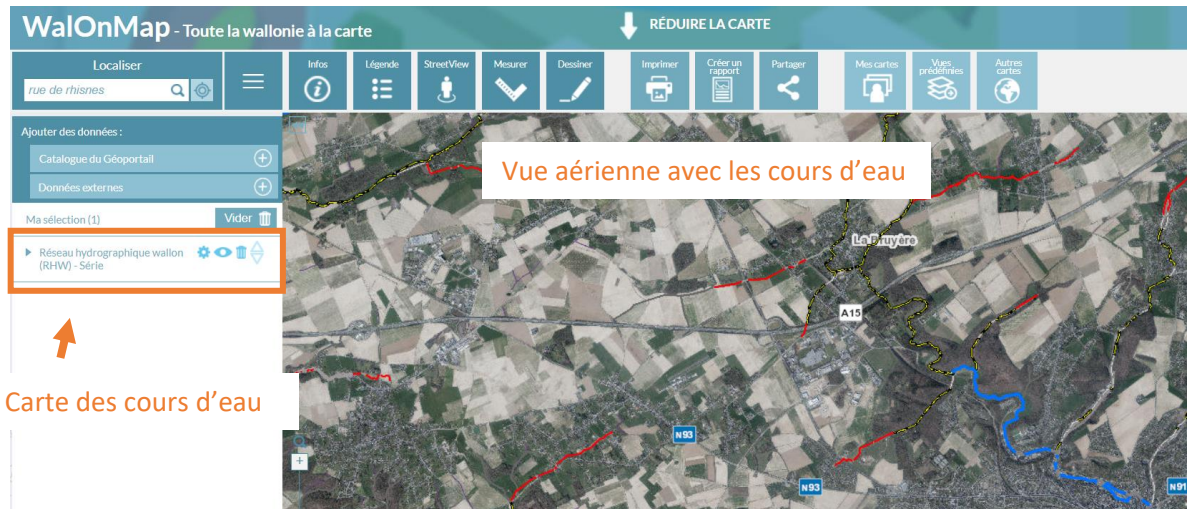 WalOnMap - Toute la wallonie à la carte
RÉDUIRE LA CARTE
Localiser
rue de rhisnes
Infos
Légende
StreetView
Mesurer
Dessiner
Imprimer
Créer un
rapport
Partager
Mes cartes
Vues
prédéfinies
Autres
cartes
Ajouter des données :
Catalogue du Géoportail
Données externes
Ma sélection (1)
Vider
Réseau hydrographique wallon
(RHW) - Série
Carte des cours d'eau
Vue aérienne avec les cours d'eau
La Bruyère
A15
N93
N93
N91